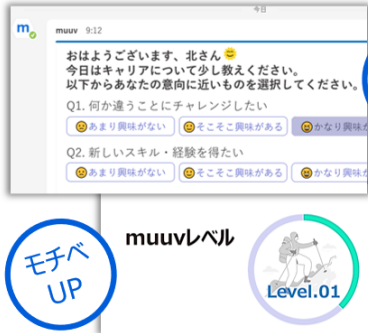 今日
m
muuv 9:12
おはようございます、北さん
今日はキャリアについて少し教えください。
以下からあなたの意向に近いものを選択してください。
Q1. 何か違うことにチャレンジしたい
あまり興味がない そこそこ興味がある かなり興味
Q2. 新しいスキル・経験を得たい
あまり興味がない そこそこ興味がある かなり興味
モチベ
UP
muuvレベル
Level.01